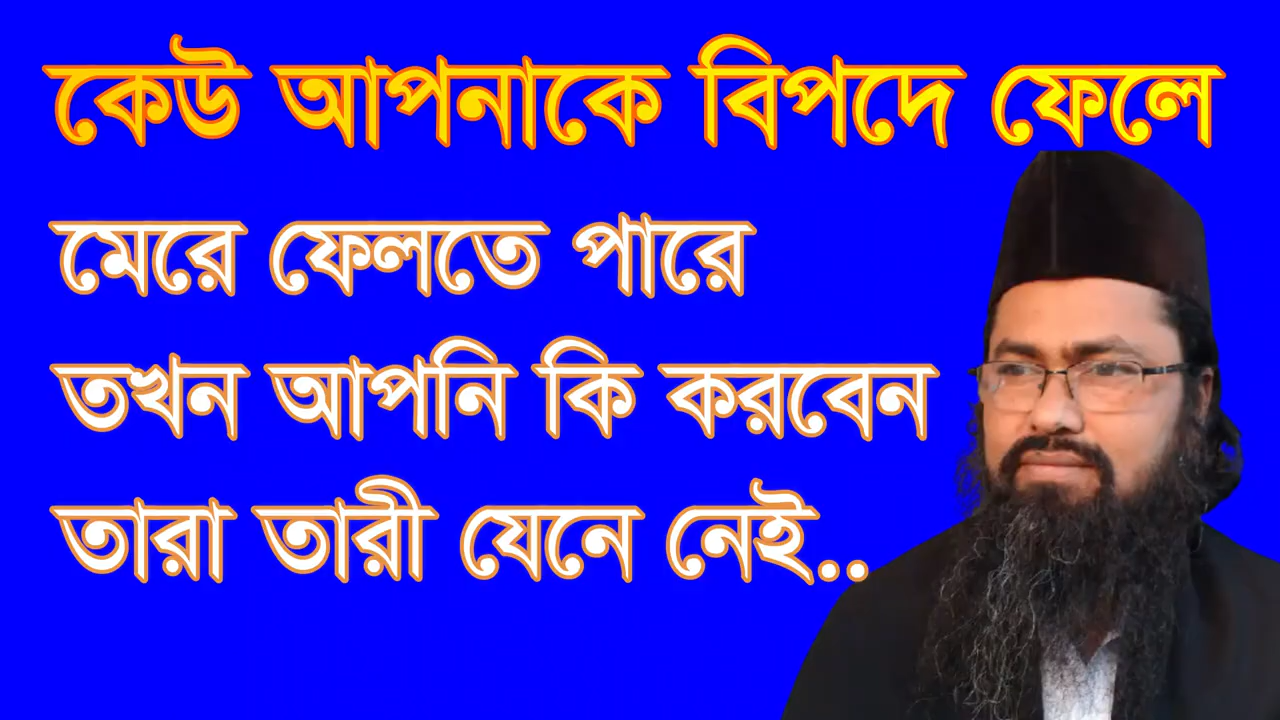 কেউ আপনাকে বিপদে ফেলে
মেরে ফেলতে পারে
তখন আপনি কি করবেন
তারা তারী যেনে নেই..